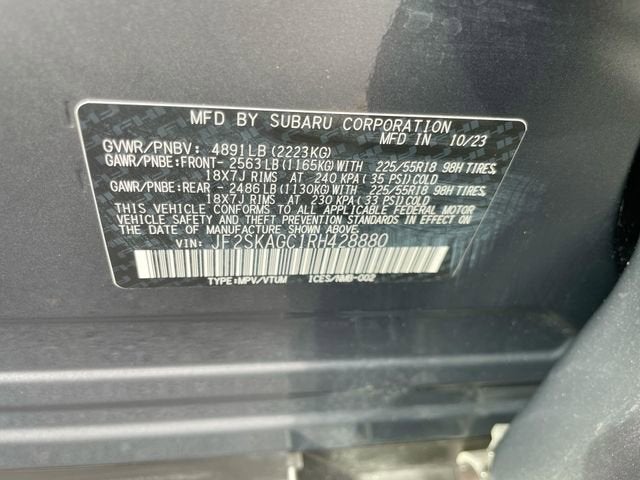 MFD BY SUBARU CORPORATION
MFD IN 10/23
GVWR/PNBV: 4891LB (2223KG)
GAWR/PNBE:FRONT- 2563LB (1165KG)WITH 225/55R18 98H TIRES,
18X7J RIMS AT 240 KPA (35 PSI)COLD
GAWR/PNBE:REAR - 2486LB (1130KG)WITH 225/55R18 98H TIRES,
18X7J RIMS AT 230 KPA (33 PSI)COLD
THIS VEHICLE CONFORMS TO ALL APPLICABLE FEDERAL MOTOR
VEHICLE SAFETY AND THEFT PREVENTION STANDARDS IN EFFECT ON
THE DATE OF MANUFACTURE SHOWN ABOVE.
VIN: JF2SKAGC1RH428880
TYPE:MPV/VTUM ICES/NMB-002